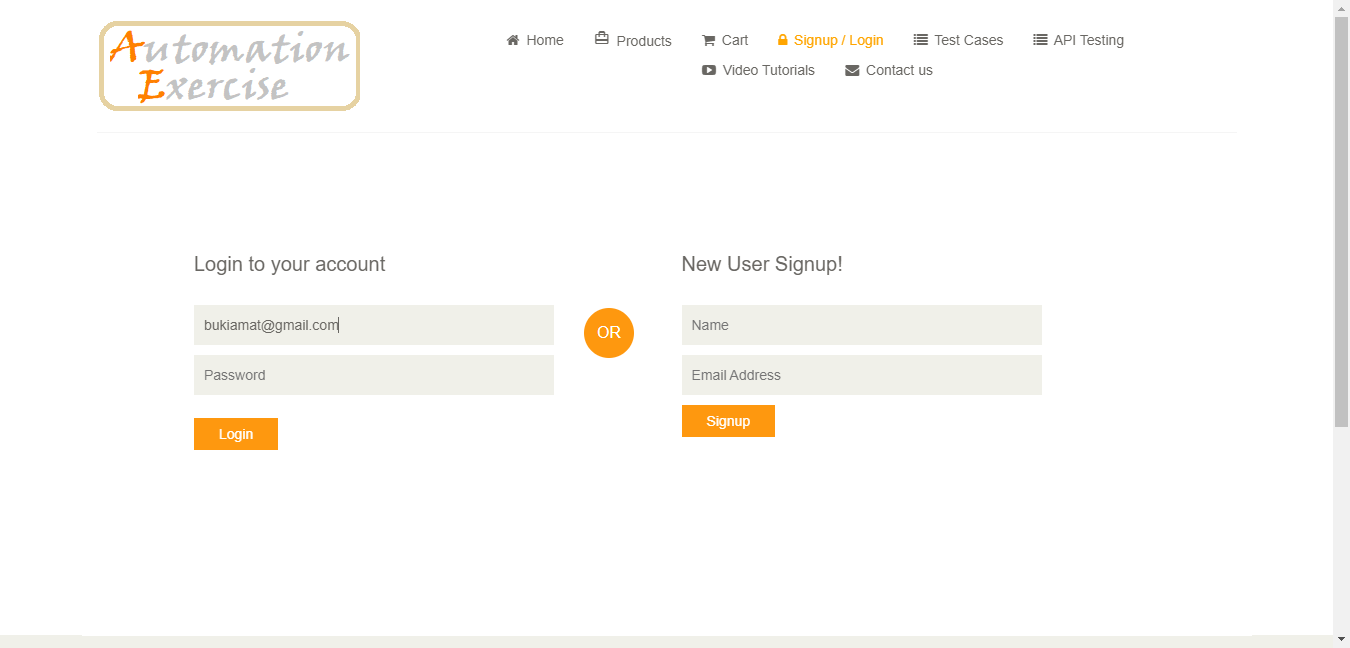 Automation
Exercise
Home Products Cart Signup / Login Test Cases API Testing
Video Tutorials Contact us
Login to your account
bukiamat@gmail.com
Password
Login
OR
New User Signup!
Name
Email Address
Signup